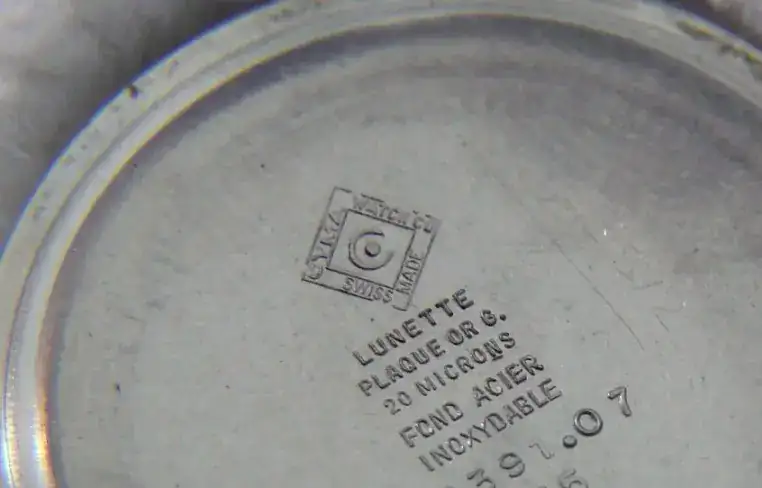 CYMA
WATCH Co
SWISS
MADE
LUNETTE
PLAQUE OR G.
20 MICRONS
FOND ACIER
INOXYDABLE
391.07